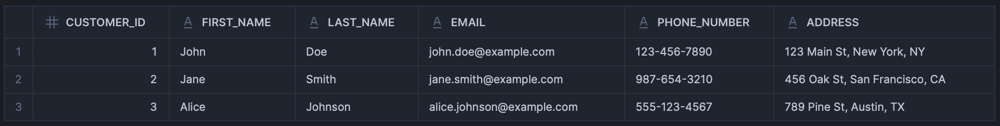 CUSTOMER_ID FIRST_NAME LAST_NAME EMAIL PHONE_NUMBER ADDRESS
1 1 John Doe john.doe@example.com 123-456-7890 123 Main St, New York, NY
2 2 Jane Smith jane.smith@example.com 987-654-3210 456 Oak St, San Francisco, CA
3 3 Alice Johnson alice.johnson@example.com 555-123-4567 789 Pine St, Austin, TX